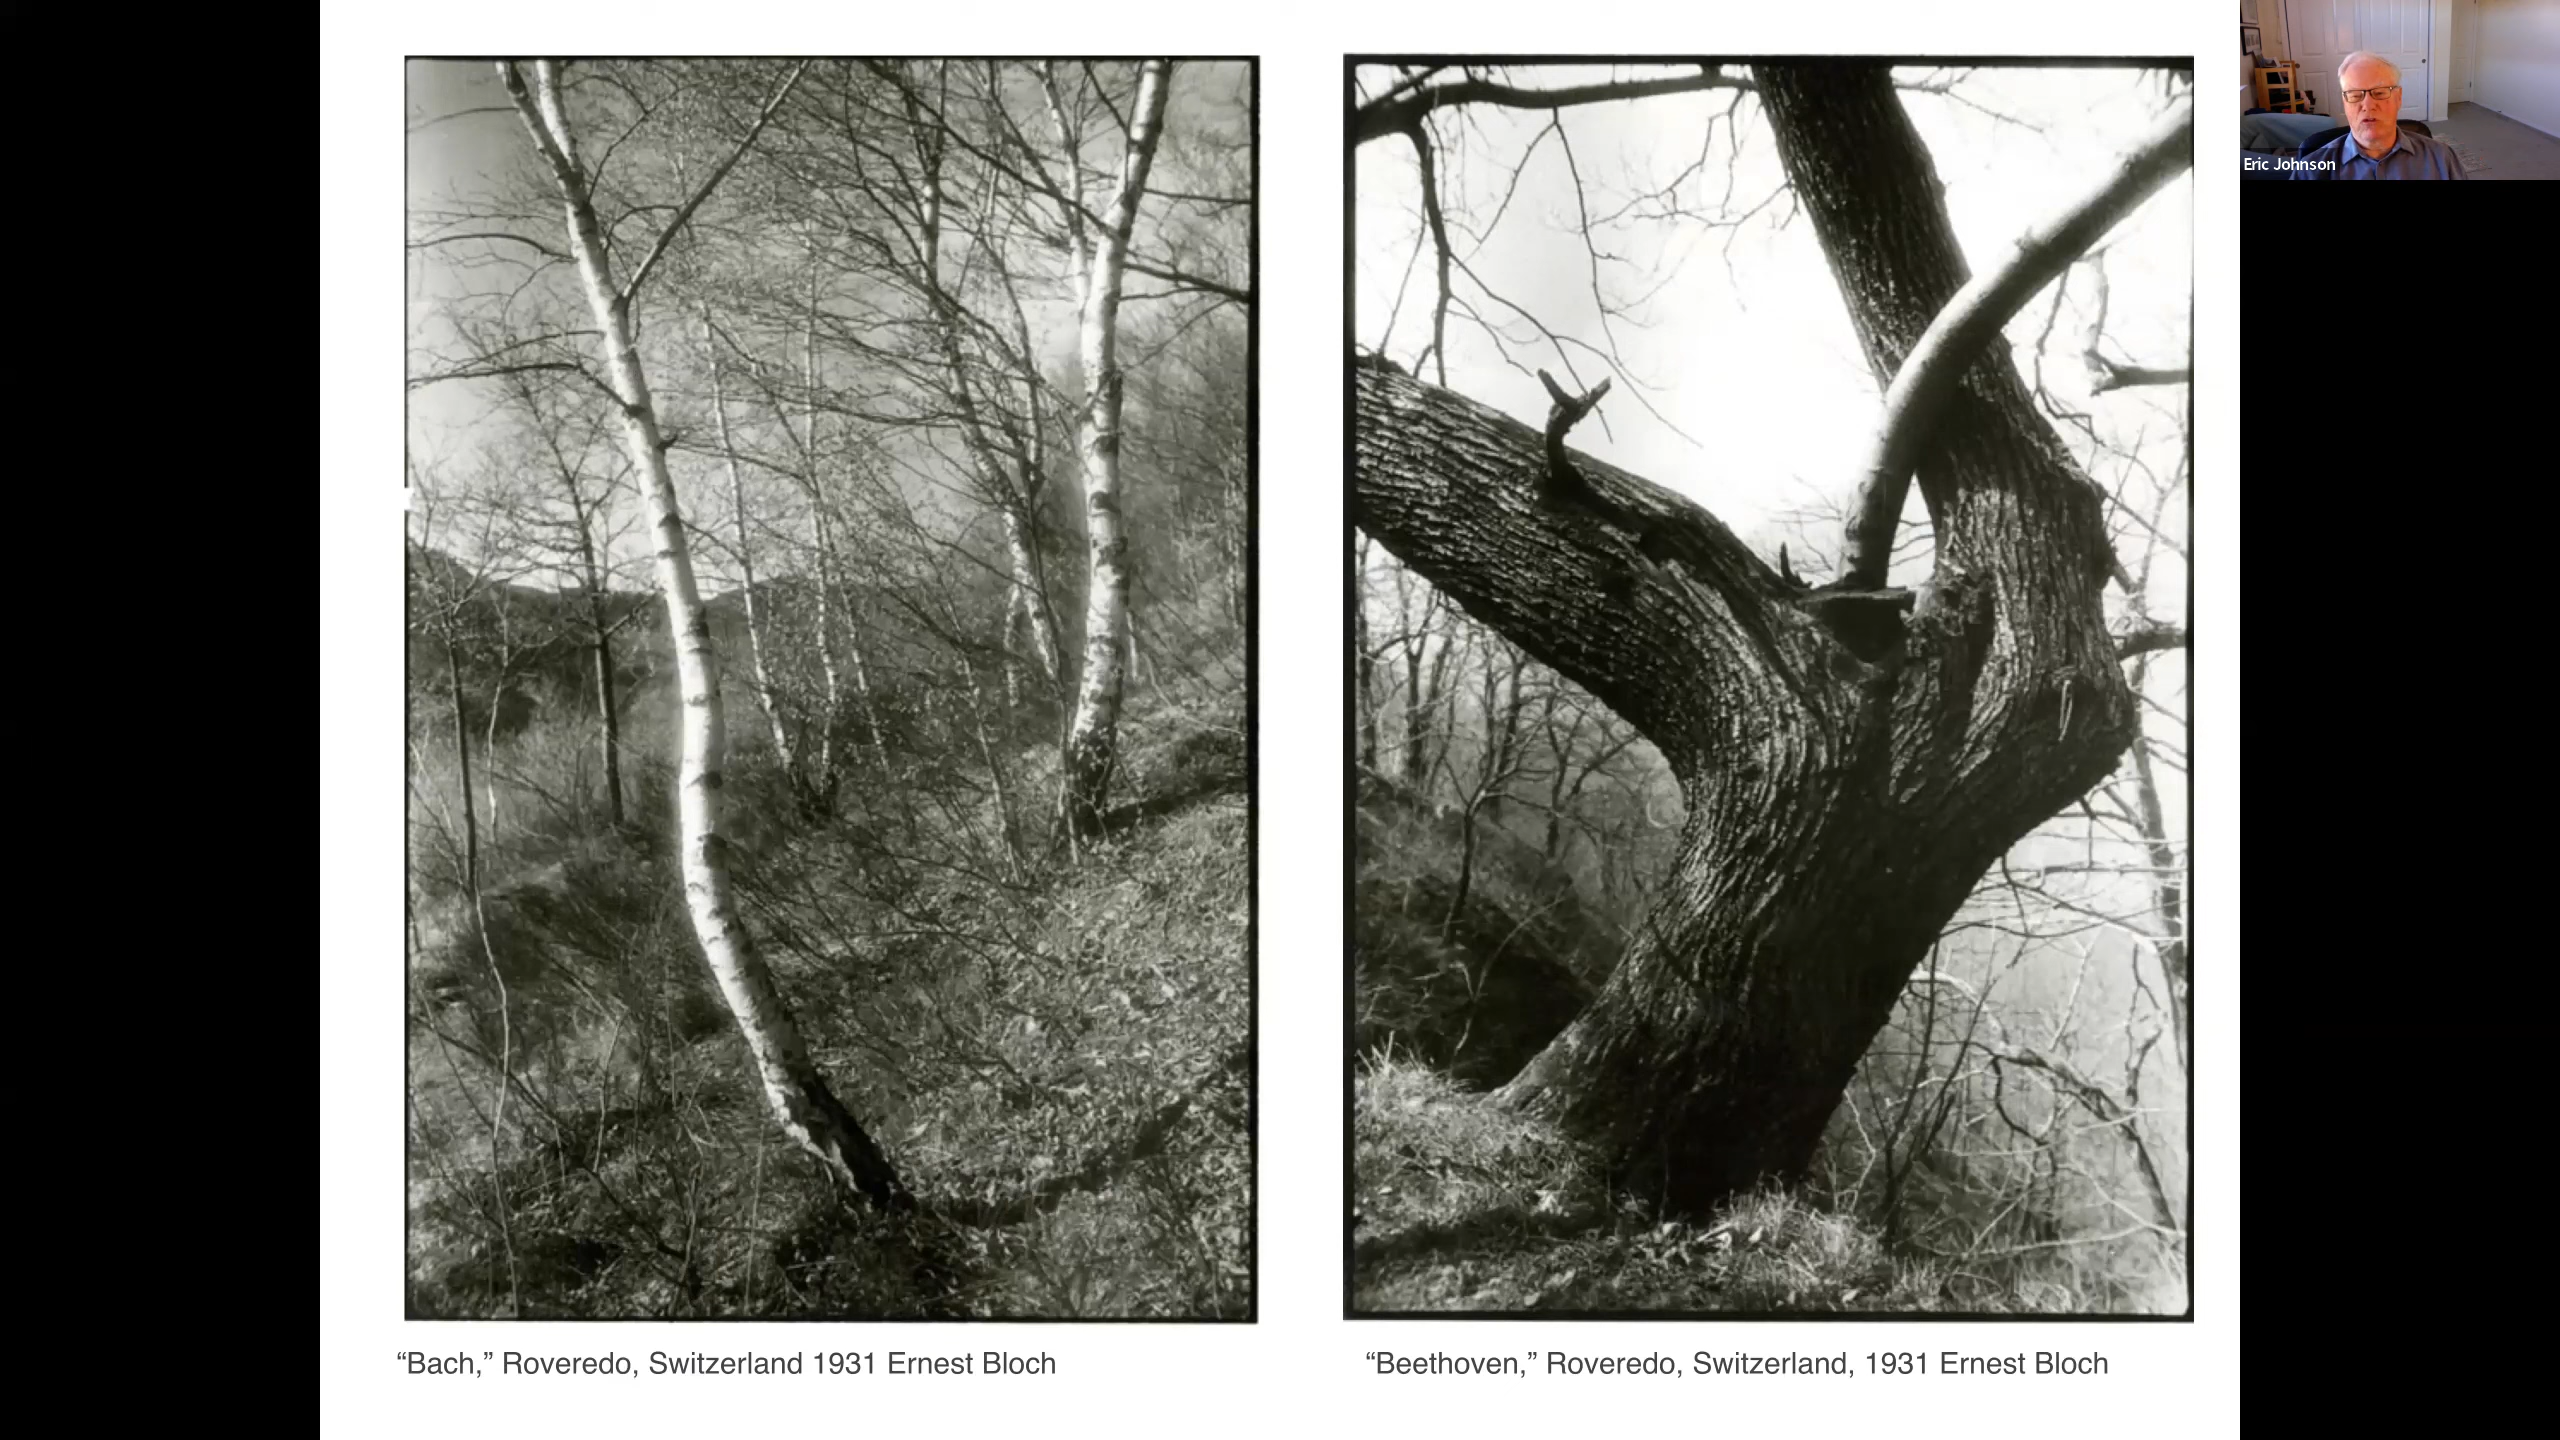 Eric Johnson
“Bach,” Roveredo, Switzerland 1931 Ernest Bloch
“Beethoven,” Roveredo, Switzerland, 1931 Ernest Bloch